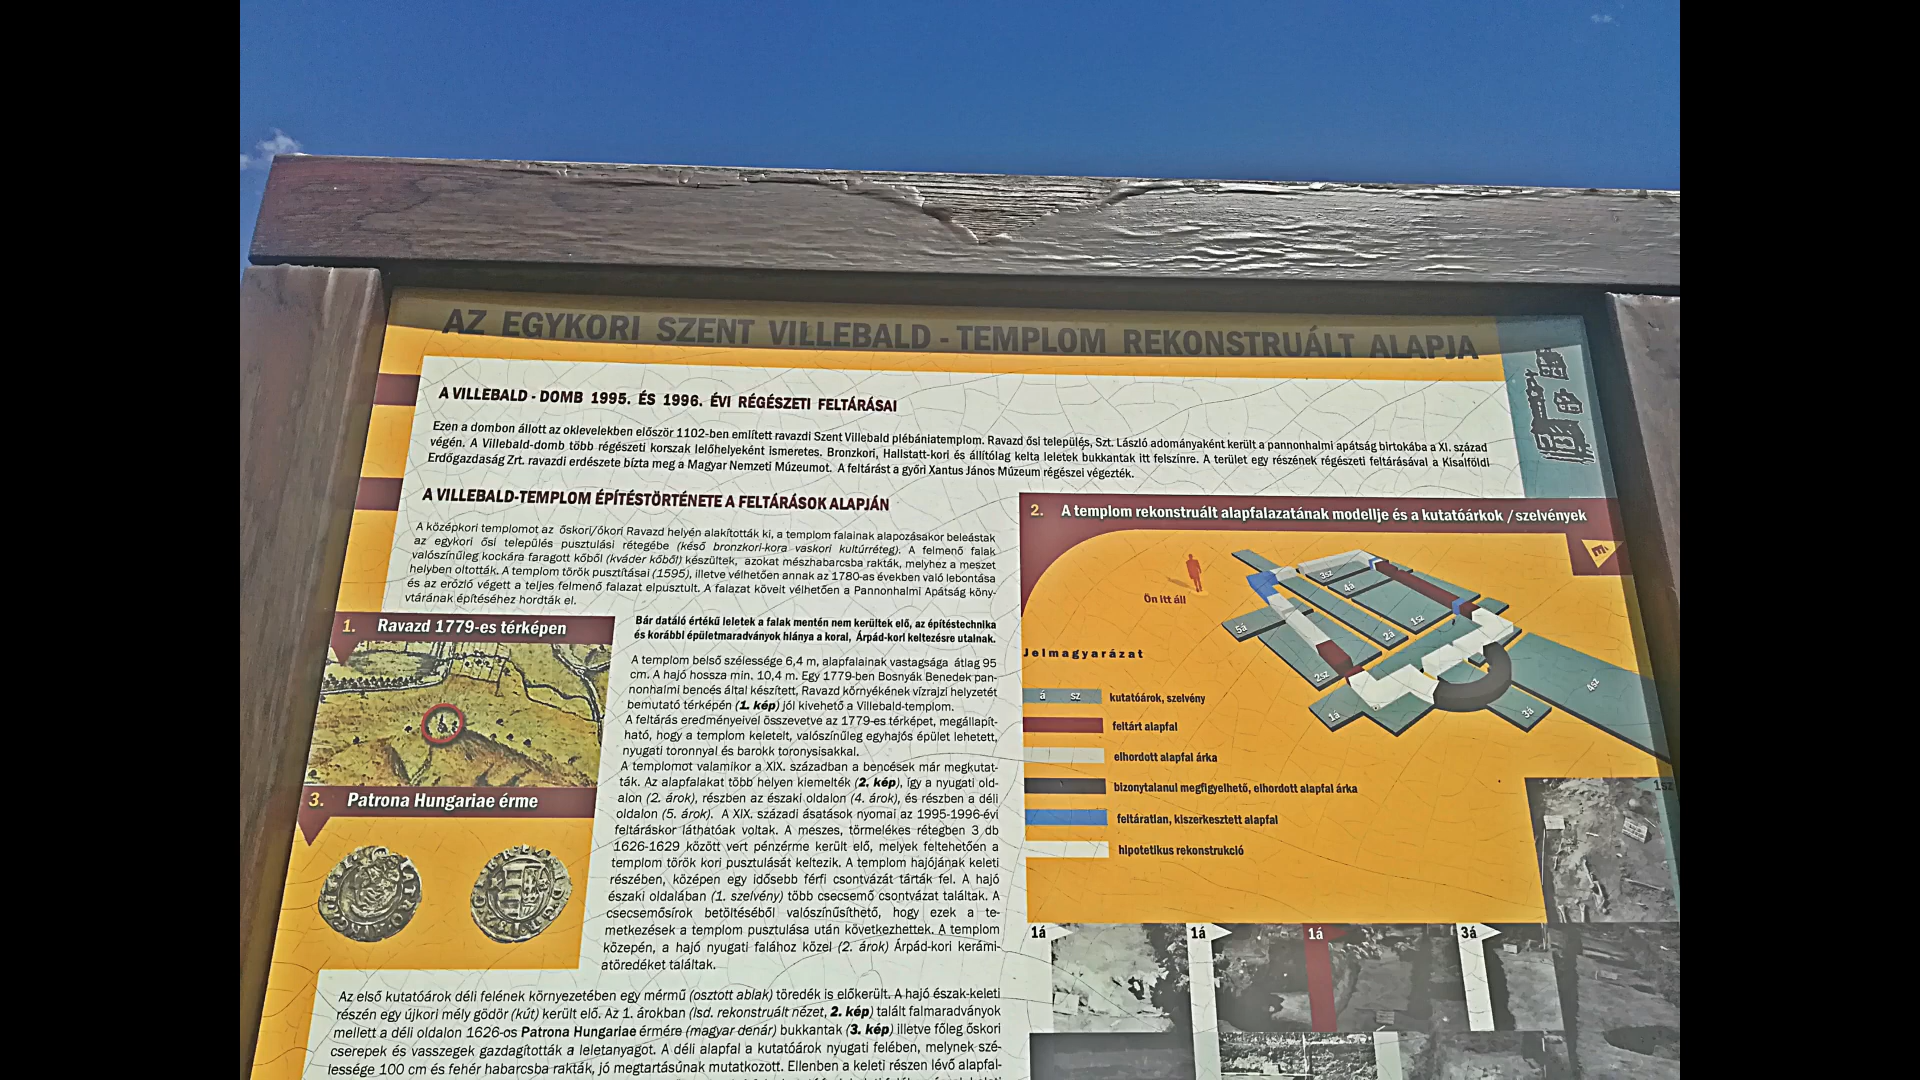 AZ EGYKORI SZENT VILLEBALD - TEMPLOM REKONSTRUÁLT ALAPJA
A VILLEBALD - DOMB 1995. ÉS 1996. ÉVI RÉGÉSZETI FELTÁRÁSAI
Ezen a dombon állott az oklevelekben először 1102-ben említett ravazdi Szent Villebald plébániatemplom. Ravazd ősi település, Szt. László adományaként került a pannonhalmi apátság birtokába a XI. század
végén. A Villebald-domb több régészeti korszak lelőhelyeként ismeretes. Bronzkori, Hallstatt-kori és állítólag kelta leletek bukkantak itt felszínre. A terület egy részének régészeti feltárásával a Kisalföldi
Erdőgazdaság Zrt. ravazdi erdészete bízta meg a Magyar Nemzeti Múzeumot. A feltárást a győri Xantus János Múzeum régészei végezték.
A VILLEBALD-TEMPLOM ÉPÍTÉSTÖRTÉNETE A FELTÁRÁSOK ALAPJÁN
A középkori templomot az őskori/ókori Ravazd helyén alakították ki, a templom falainak alapozásakor beleástak
az egykori ősi település pusztulási rétegébe (késő bronzkori-kora vaskori kultúrréteg). A felmenő falak
valószínűleg kockára faragott kőből (kváder kőből) készültek, azokat mészhabarcsba rakták, melyhez a meszet
helyben oltották. A templom török pusztításai (1595), illetve vélhetően annak az 1780-as években való lebontása
és az erózió végett a teljes felmenő falazat elpusztult. A falazat köveit vélhetően a Pannonhalmi Apátság köny-
vtárának építéséhez hordták el.
Bár datáló értékű leletek a falak mentén nem kerültek elő, az építéstechnika
és korábbi épületmaradványok hiánya a korai, Árpád-kori keltezésre utalnak.
A templom belső szélessége 6,4 m, alapfalainak vastagsága átlag 95
cm. A hajó hossza min. 10,4 m. Egy 1779-ben Bosnyák Benedek pan-
nonhalmi bencés által készített, Ravazd környékének vízrajzi helyzetét
bemutató térképén (1. kép) jól kivehető a Villebald-templom.
A feltárás eredményeivel összevetve az 1779-es térképet, megállapít-
ható, hogy a templom keletelt, valószínűleg egyhajós épület lehetett,
nyugati toronnyal és barokk toronysisakkal.
A templomot valamikor a XIX. században a bencések már megkutat-
ták. Az alapfalakat több helyen kiemelték (2. kép), így a nyugati old-
alon (2. árok), részben az északi oldalon (4. árok), és részben a déli
oldalon (5. árok). A XIX. századi ásatások nyomai az 1995-1996-évi
feltáráskor láthatóak voltak. A meszes, törmelékes rétegben 3 db
1626-1629 között vert pénzérme került elő, melyek feltehetően a
templom török kori pusztulását keltezik. A templom hajójának keleti
részében, középen egy idősebb férfi csontvázát tárták fel. A hajó
északi oldalában (1. szelvény) több csecsemő csontvázat találtak. A
csecsemősírok betöltéséből valószínűsíthető, hogy ezek a te-
metkezések a templom pusztulása után következhettek. A templom
közepén, a hajó nyugati falához közel (2. árok) Árpád-kori kerámi-
atöredéket találtak.
Az első kutatóárok déli felének környezetében egy mérmű (osztott ablak) töredék is előkerült. A hajó észak-keleti
részén egy újkori mély gödör (kút) került elő. Az 1. árokban (lsd. rekonstruált nézet, 2. kép) talált falmaradványok
mellett a déli oldalon 1626-os Patrona Hungariae érmére (magyar denár) bukkantak (3. kép) illetve főleg őskori
cserepek és vasszegek gazdagították a leletanyagot. A déli alapfal a kutatóárok nyugati felében, melynek szé-
lessége 100 cm és fehér habarcsba rakták, jó megtartásúnak mutatkozott. Ellenben a keleti részen lévő alapfal-
1. Ravazd 1779-es térképen
3. Patrona Hungariae érme
2. A templom rekonstruált alapfalazatának modellje és a kutatóárkok / szelvények
É
Ön itt áll
3sz
4á
1sz
2á
5á
2sz
1á
3á
4sz
Jelmagyarázat
á sz kutatóárok, szelvény
feltárt alapfal
elhordott alapfal árka
bizonytalanul megfigyelhető, elhordott alapfal árka
feltáratlan, kiszerkesztett alapfal
hipotetikus rekonstrukció
1sz
1á
1á
1á
3á